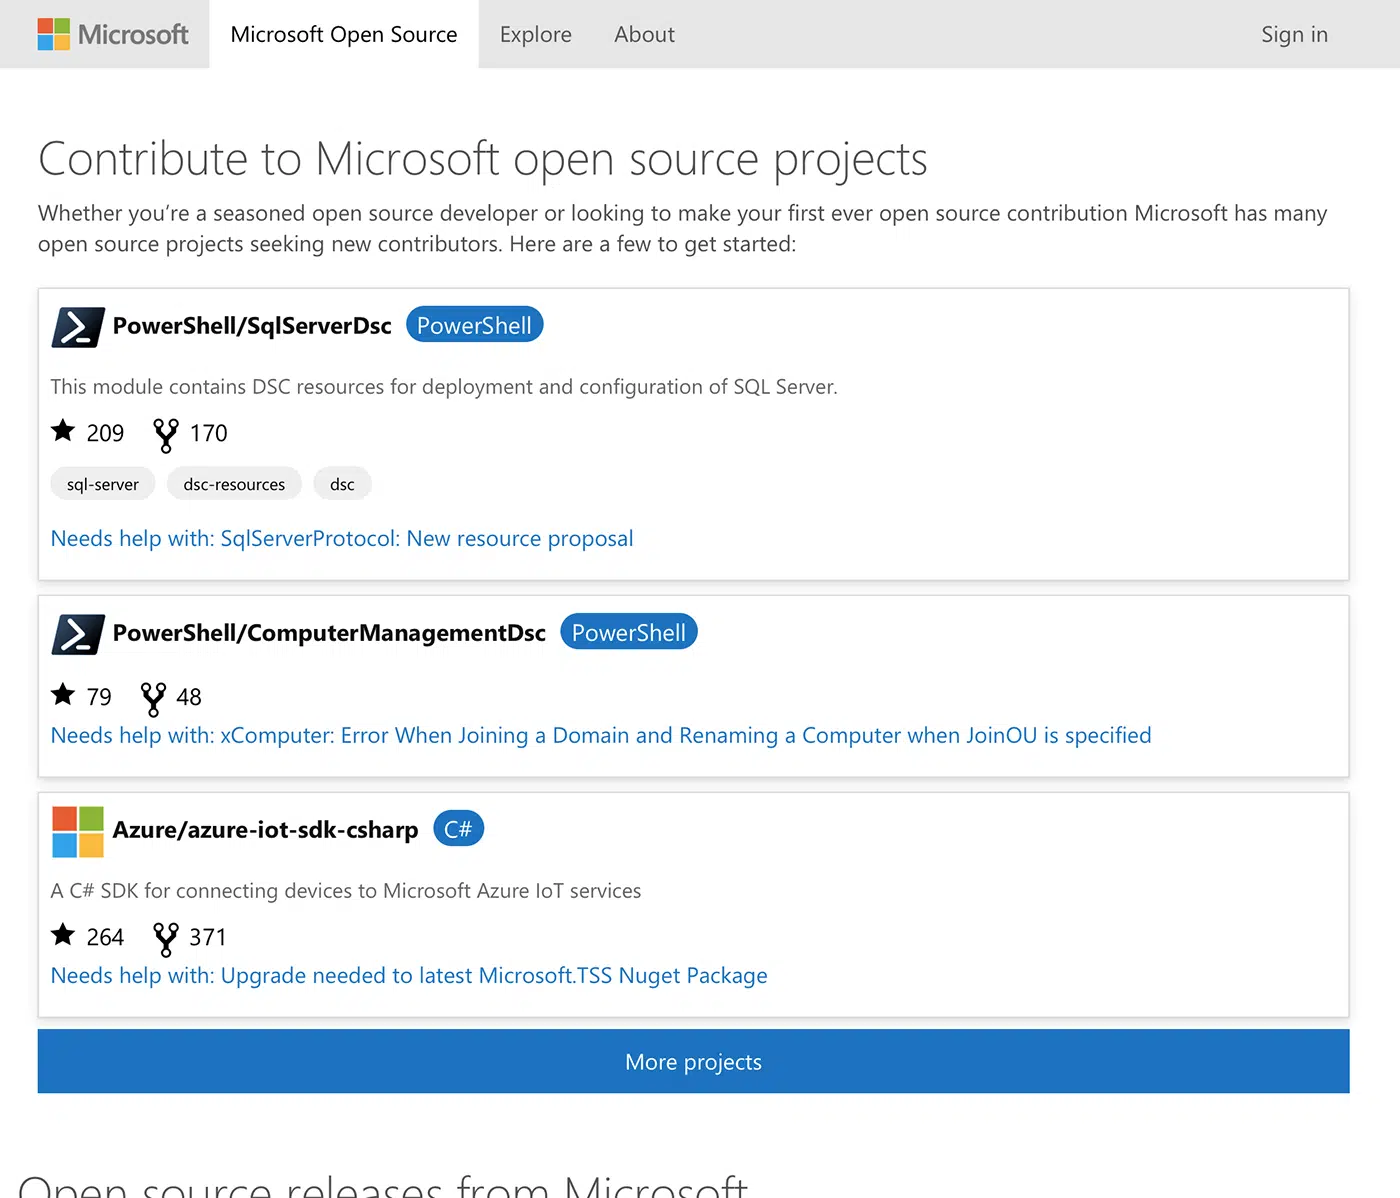 Microsoft
Microsoft Open Source
Explore
About
Sign in
Contribute to Microsoft open source projects
Whether you’re a seasoned open source developer or looking to make your first ever open source contribution Microsoft has many
open source projects seeking new contributors. Here are a few to get started:
PowerShell/SqlServerDsc PowerShell
This module contains DSC resources for deployment and configuration of SQL Server.
209 170
sql-server dsc-resources dsc
Needs help with: SqlServerProtocol: New resource proposal
PowerShell/ComputerManagementDsc PowerShell
79 48
Needs help with: xComputer: Error When Joining a Domain and Renaming a Computer when JoinOU is specified
Azure/azure-iot-sdk-csharp C#
A C# SDK for connecting devices to Microsoft Azure IoT services
264 371
Needs help with: Upgrade needed to latest Microsoft.TSS Nuget Package
More projects
Open source releases from Microsoft